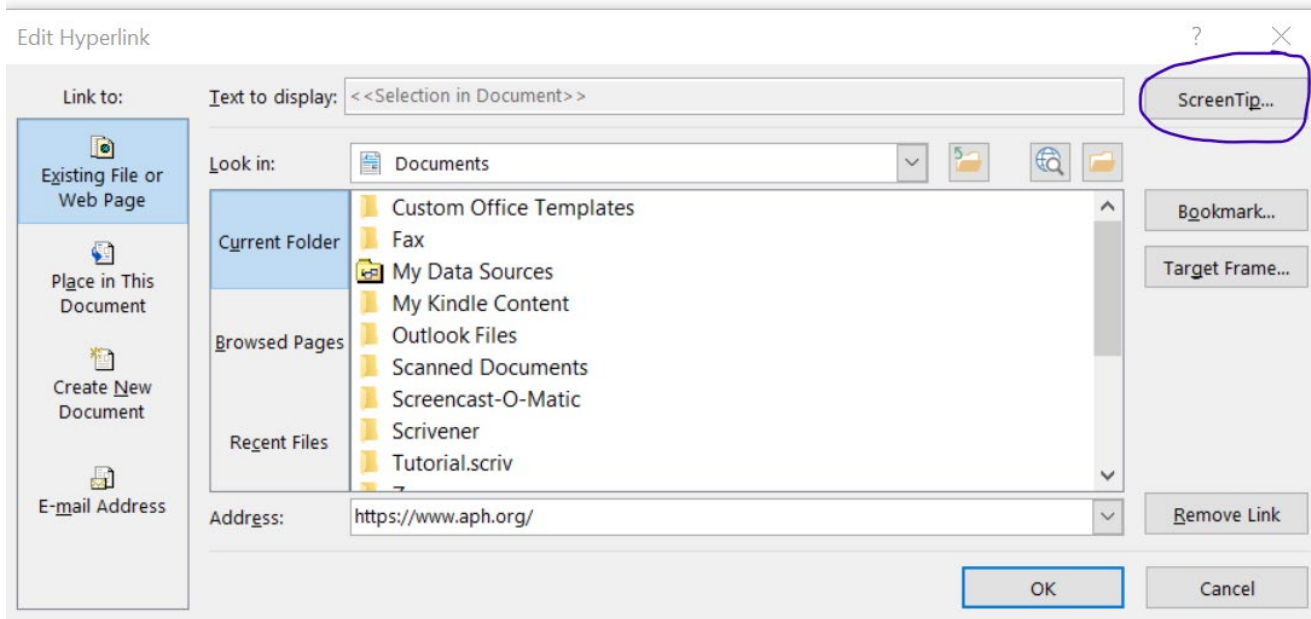 Edit Hyperlink
?
Link to:
Text to display: <<Selection in Document>>
ScreenTip...
Existing File or
Web Page
Look in: Documents
Current Folder
Custom Office Templates
Fax
My Data Sources
My Kindle Content
Outlook Files
Scanned Documents
Screencast-O-Matic
Scrivener
Tutorial.scriv
Bookmark...
Place in This
Document
Target Frame...
Browsed Pages
Create New
Document
Recent Files
E-mail Address
Address: https://www.aph.org/
Remove Link
OK
Cancel